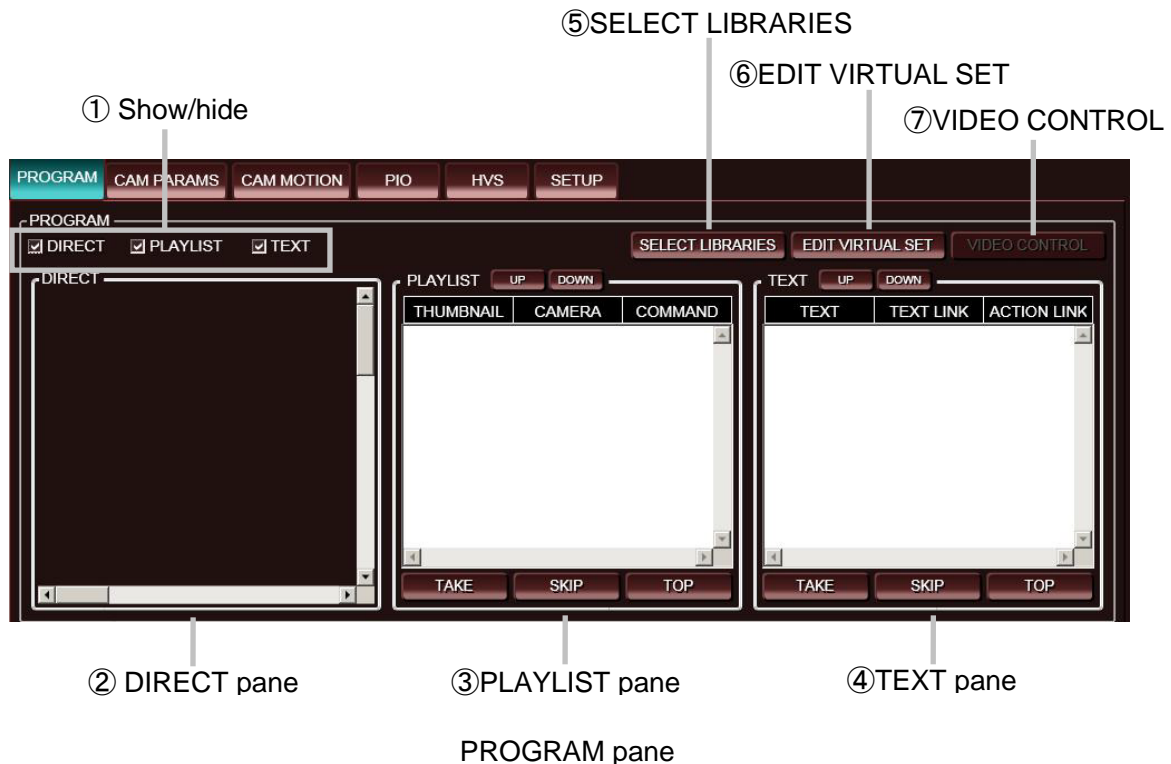 ⑤SELECT LIBRARIES
⑥EDIT VIRTUAL SET
① Show/hide
⑦VIDEO CONTROL
PROGRAM CAM PARAMS CAM MOTION PIO HVS SETUP
PROGRAM
DIRECT PLAYLIST TEXT SELECT LIBRARIES EDIT VIRTUAL SET VIDEO CONTROL
DIRECT PLAYLIST UP DOWN TEXT UP DOWN
THUMBNAIL CAMERA COMMAND TEXT TEXT LINK ACTION LINK
TAKE SKIP TOP TAKE SKIP TOP
② DIRECT pane ③PLAYLIST pane ④TEXT pane
PROGRAM pane